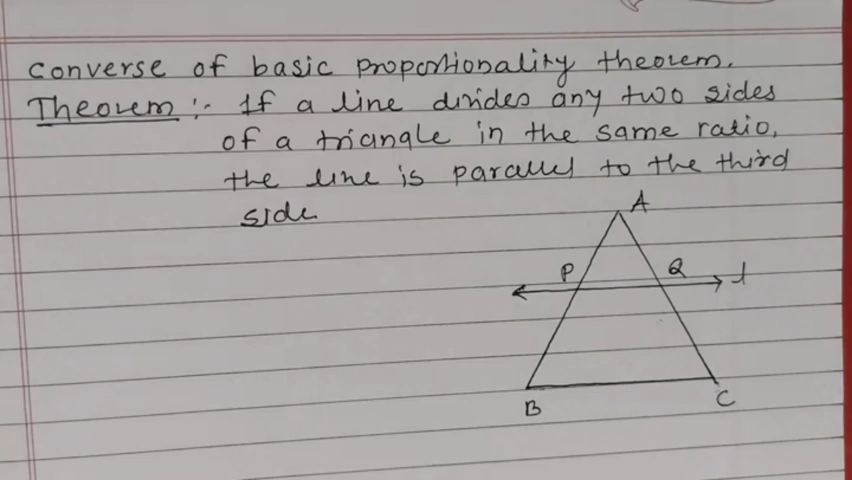 converse of basic proportionality theorem.
Theorem :- If a line divides any two sides
of a triangle in the same ratio,
the line is parallel to the third
side
A
P Q l
B C